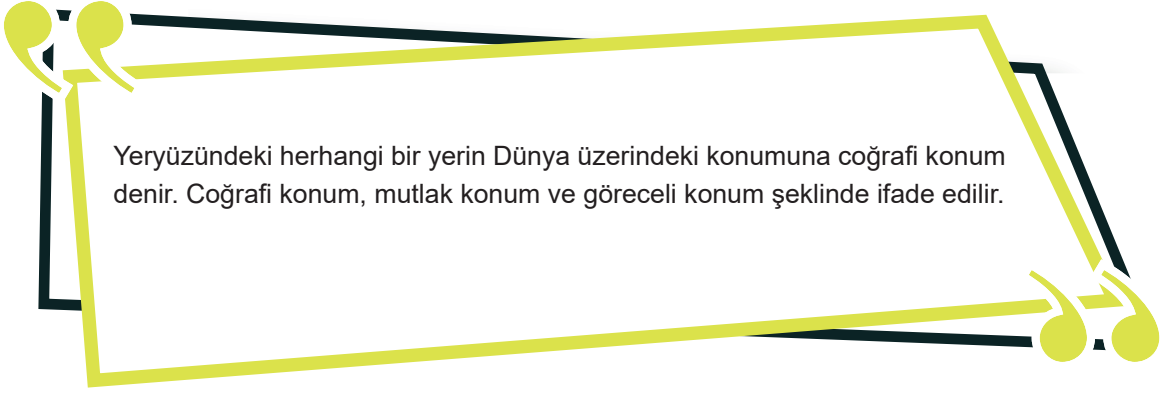 Yeryüzündeki herhangi bir yerin Dünya üzerindeki konumuna coğrafi konum
denir. Coğrafi konum, mutlak konum ve göreceli konum şeklinde ifade edilir.